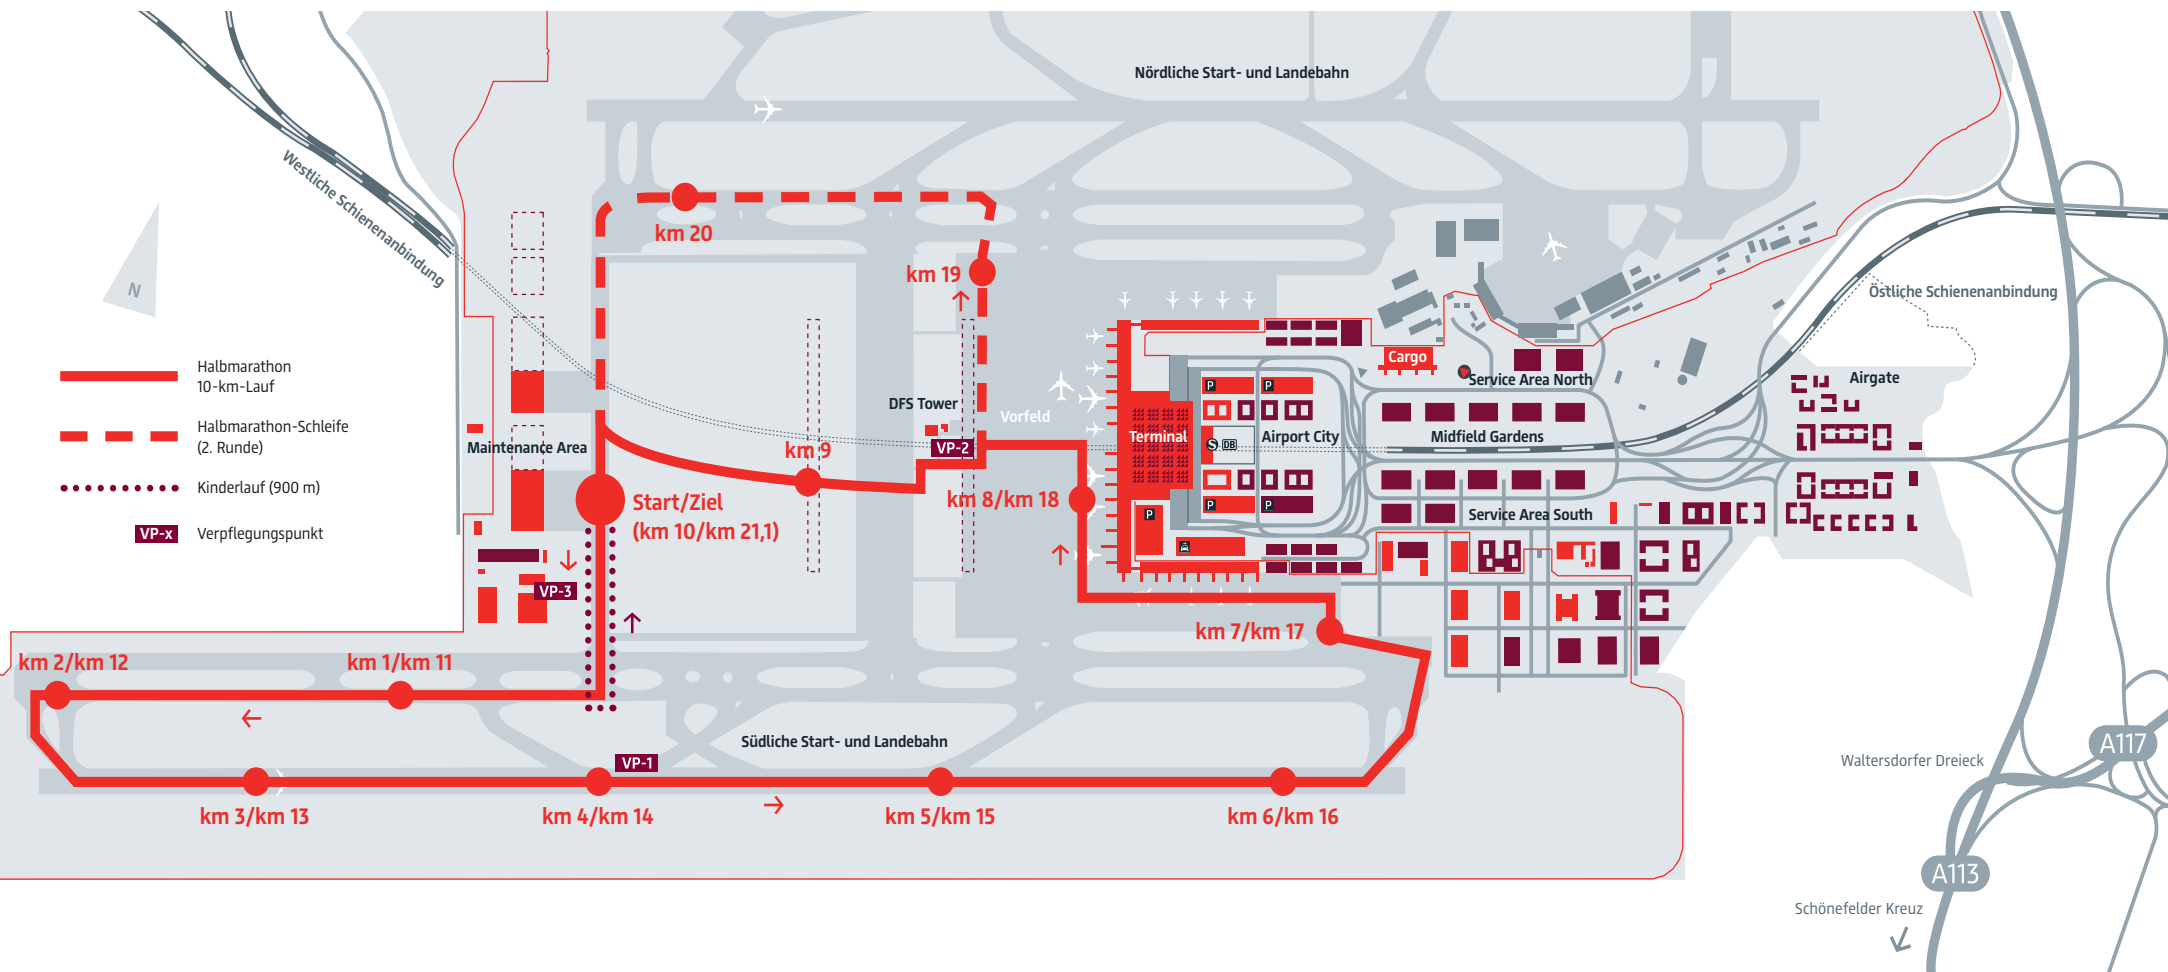 Nördliche Start- und Landebahn
Westliche Schienenanbindung
N
km 20
km 19
Östliche Schienenanbindung
Halbmarathon
10-km-Lauf
Halbmarathon-Schleife
(2. Runde)
Kinderlauf (900 m)
VP-x
Verpflegungspunkt
Cargo
Service Area North
Airgate
P
P
DFS Tower
Vorfeld
VP-2
Maintenance Area
km 9
Terminal
S
DB
Airport City
Midfield Gardens
Start/Ziel
(km 10/km 21,1)
km 8/km 18
P
P
P
Service Area South
VP-3
km 7/km 17
km 2/km 12
km 1/km 11
Südliche Start- und Landebahn
VP-1
km 3/km 13
km 4/km 14
km 5/km 15
km 6/km 16
A117
Waltersdorfer Dreieck
A113
Schönefelder Kreuz